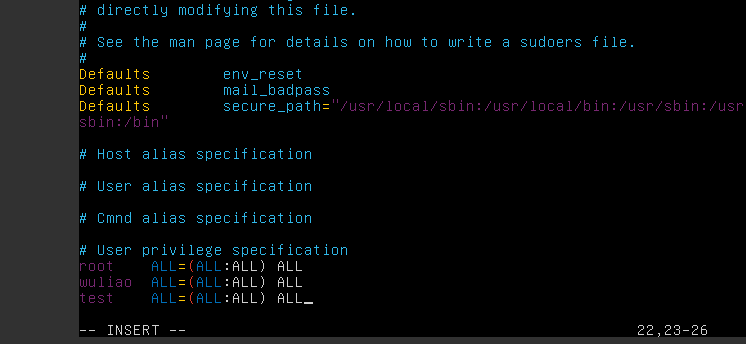 # directly modifying this file.
#
# See the man page for details on how to write a sudoers file.
#
Defaults        env_reset
Defaults        mail_badpass
Defaults        secure_path="/usr/local/sbin:/usr/local/bin:/usr/sbin:/usr
sbin:/bin"
# Host alias specification
# User alias specification
# Cmnd alias specification
# User privilege specification
root    ALL=(ALL:ALL) ALL
wuliao  ALL=(ALL:ALL) ALL
test    ALL=(ALL:ALL) ALL_
-- INSERT --                                                22,23-26